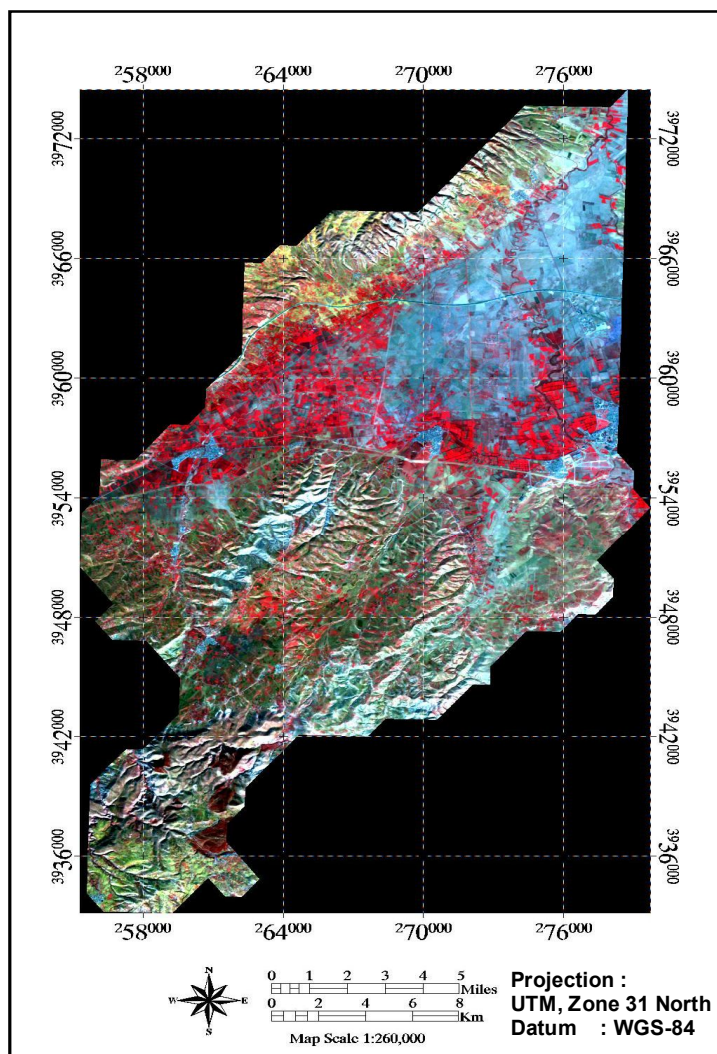 ²58⁰⁰⁰ ²64⁰⁰⁰ ²70⁰⁰⁰ ²76⁰⁰⁰
³⁹72⁰⁰⁰ ³⁹72⁰⁰⁰
³⁹66⁰⁰⁰ ³⁹66⁰⁰⁰
³⁹60⁰⁰⁰ ³⁹60⁰⁰⁰
³⁹54⁰⁰⁰ ³⁹54⁰⁰⁰
³⁹48⁰⁰⁰ ³⁹48⁰⁰⁰
³⁹42⁰⁰⁰ ³⁹42⁰⁰⁰
³⁹36⁰⁰⁰ ³⁹36⁰⁰⁰
²58⁰⁰⁰ ²64⁰⁰⁰ ²70⁰⁰⁰ ²76⁰⁰⁰
N
W E
S
0 1 2 3 4 5
Miles
0 2 4 6 8
Km
Map Scale 1:260,000
Projection :
UTM, Zone 31 North
Datum : WGS-84